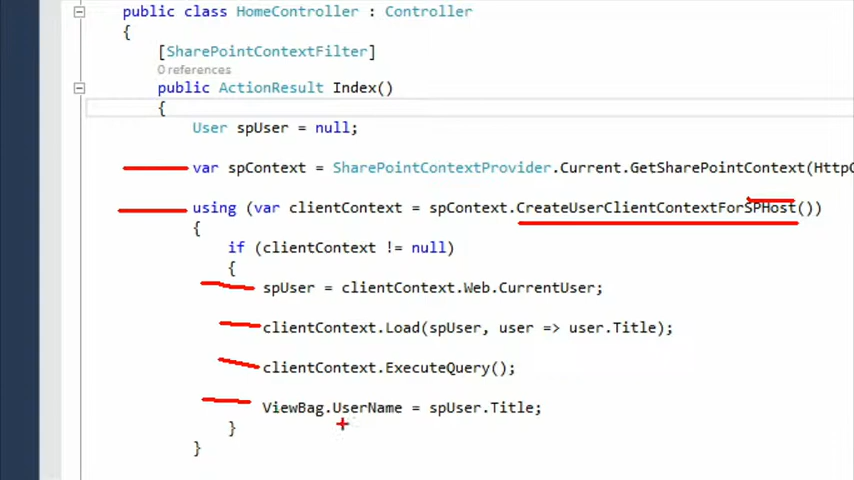 public class HomeController : Controller
{
[SharePointContextFilter]
0 references
public ActionResult Index()
{
User spUser = null;
var spContext = SharePointContextProvider.Current.GetSharePointContext(HttpC
using (var clientContext = spContext.CreateUserClientContextForSPHost())
{
if (clientContext != null)
{
spUser = clientContext.Web.CurrentUser;
clientContext.Load(spUser, user => user.Title);
clientContext.ExecuteQuery();
ViewBag.UserName = spUser.Title;
}
}